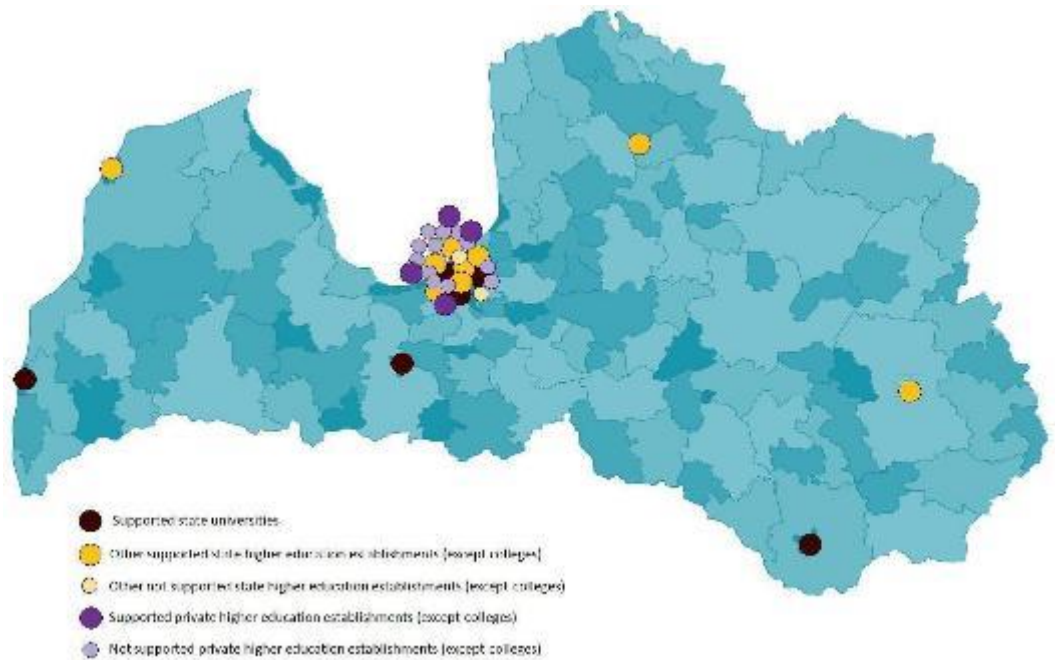 Supported state universities
Other supported state higher education establishments (except colleges)
Other not supported state higher education establishments (except colleges)
Supported private higher education establishments (except colleges)
Not supported private higher education establishments (except colleges)